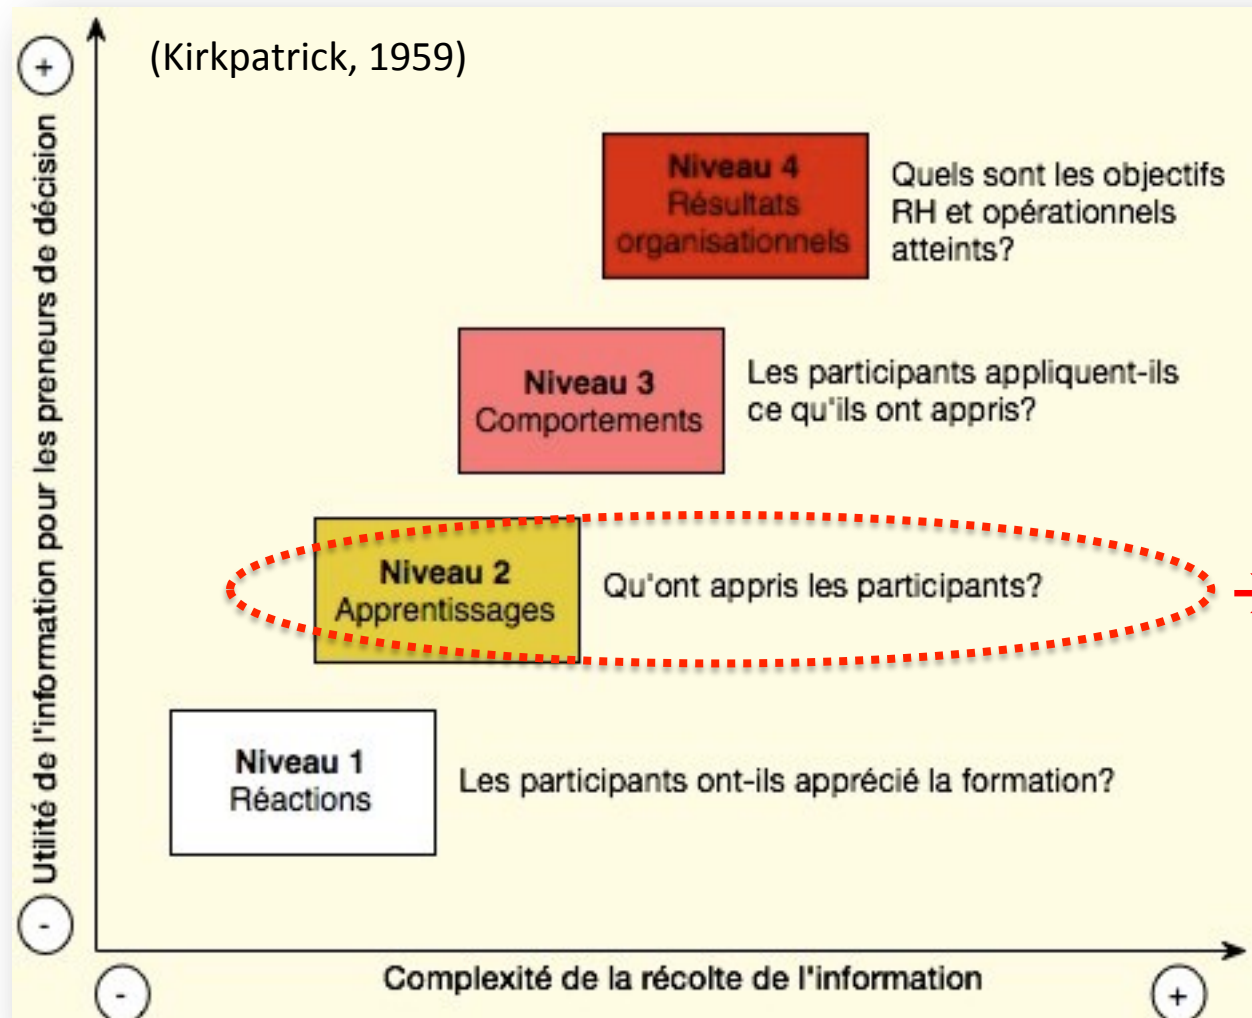 (Kirkpatrick, 1959)
+
Utilité de l'information pour les preneurs de décision
-
Niveau 4
Résultats
organisationnels
Quels sont les objectifs
RH et opérationnels
atteints?
Niveau 3
Comportements
Les participants appliquent-ils
ce qu'ils ont appris?
Niveau 2
Apprentissages
Qu'ont appris les participants?
Niveau 1
Réactions
Les participants ont-ils apprécié la formation?
-
Complexité de la récolte de l'information
+